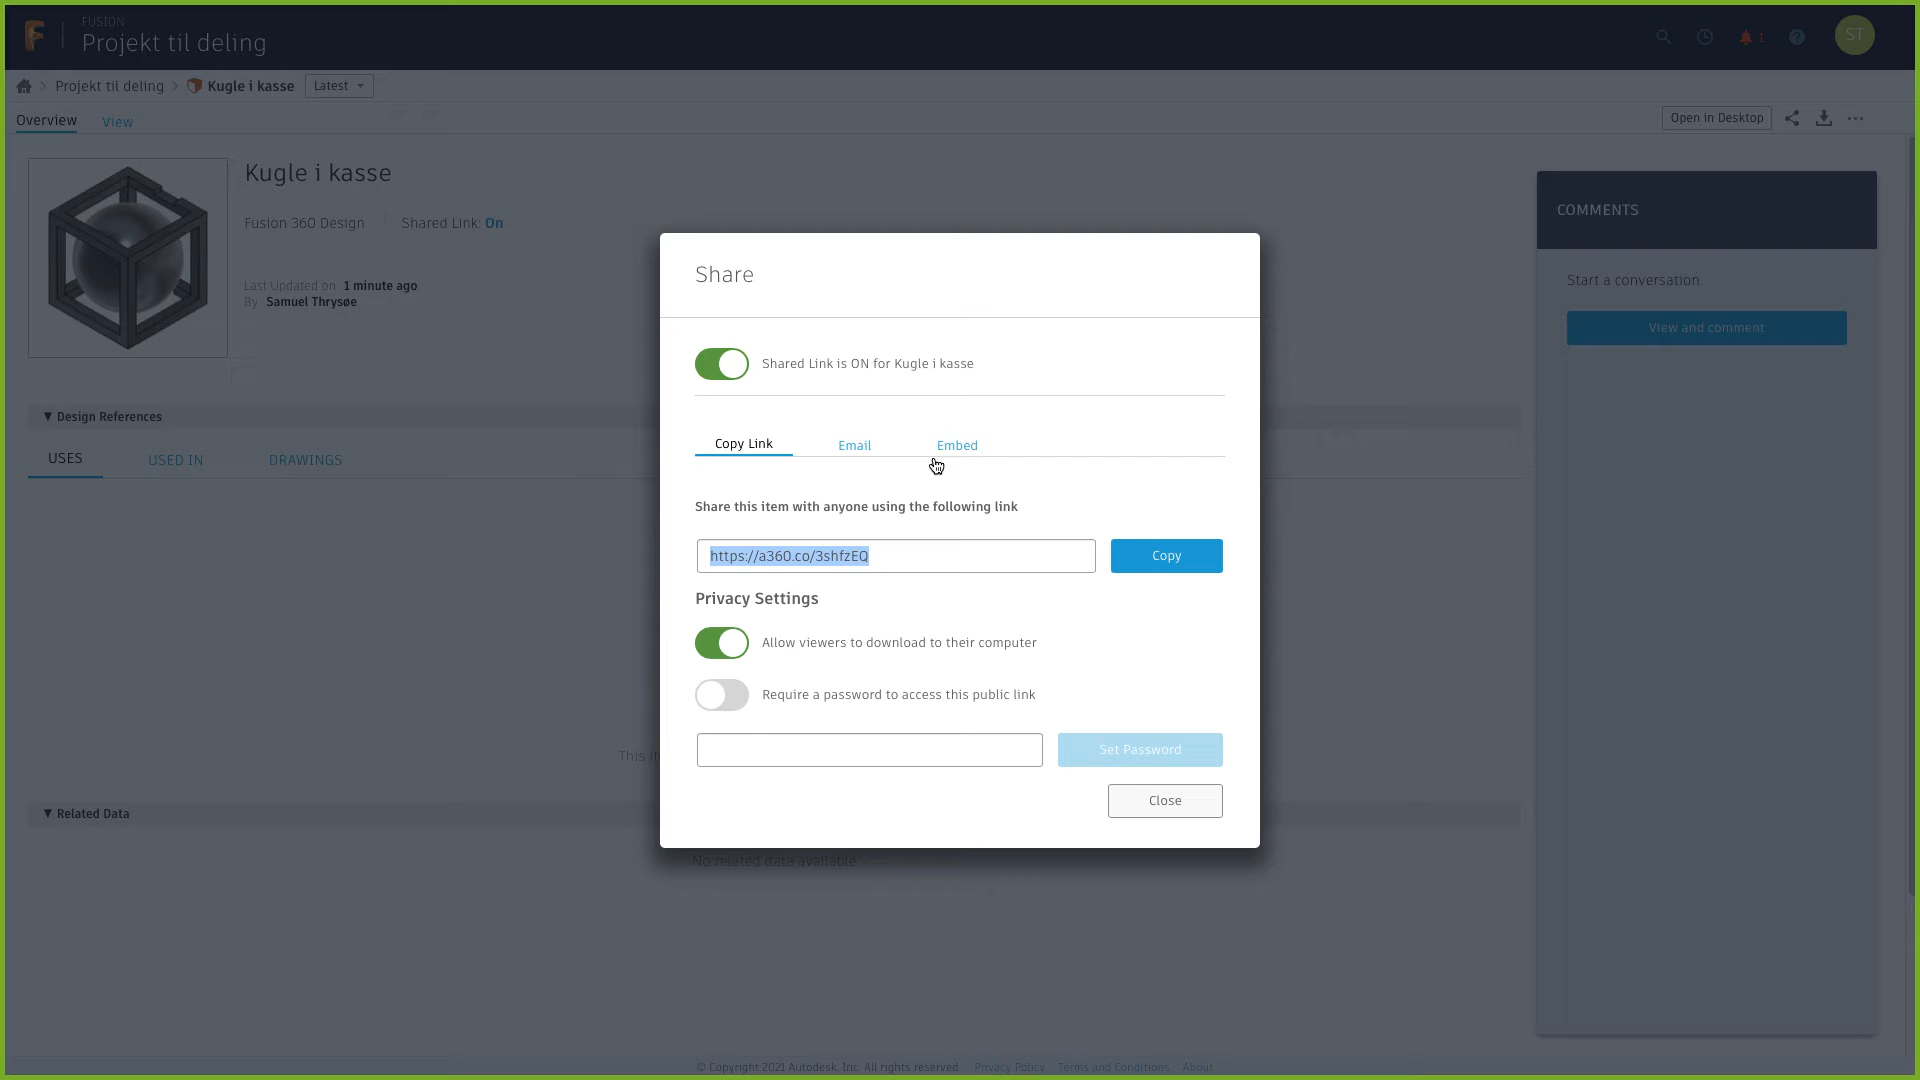 FUSION
Projekt til deling
1
ST
Projekt til deling
Kugle i kasse
Latest
Overview
View
Open in Desktop
Kugle i kasse
Fusion 360 Design
Shared Link: On
Last Updated on 1 minute ago
By Samuel Thrysøe
COMMENTS
Start a conversation.
View and comment
Design References
USES
USED IN
DRAWINGS
This
Related Data
No related data available
Share
Shared Link is ON for Kugle i kasse
Copy Link
Email
Embed
Share this item with anyone using the following link
https://a360.co/3shfzEQ
Copy
Privacy Settings
Allow viewers to download to their computer
Require a password to access this public link
Set Password
Close
© Copyright 2021 Autodesk, Inc. All rights reserved
Privacy Policy
Terms and Conditions
About